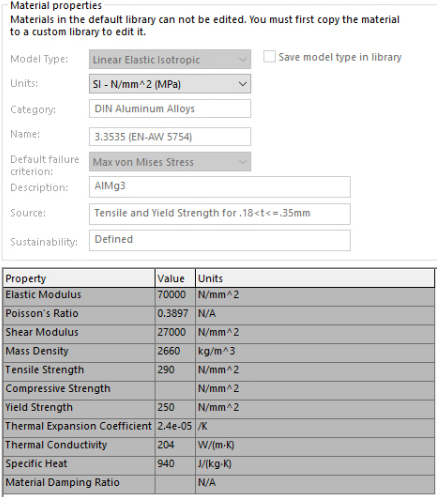 Material properties
Materials in the default library can not be edited. You must first copy the material
to a custom library to edit it.
Model Type: Linear Elastic Isotropic Save model type in library
Units: SI - N/mm^2 (MPa)
Category: DIN Aluminum Alloys
Name: 3.3535 (EN-AW 5754)
Default failure criterion: Max von Mises Stress
Description: AlMg3
Source: Tensile and Yield Strength for .18<t<=.35mm
Sustainability: Defined
Property Value Units
Elastic Modulus 70000 N/mm^2
Poisson's Ratio 0.3897 N/A
Shear Modulus 27000 N/mm^2
Mass Density 2660 kg/m^3
Tensile Strength 290 N/mm^2
Compressive Strength N/mm^2
Yield Strength 250 N/mm^2
Thermal Expansion Coefficient 2.4e-05 /K
Thermal Conductivity 204 W/(m·K)
Specific Heat 940 J/(kg·K)
Material Damping Ratio N/A